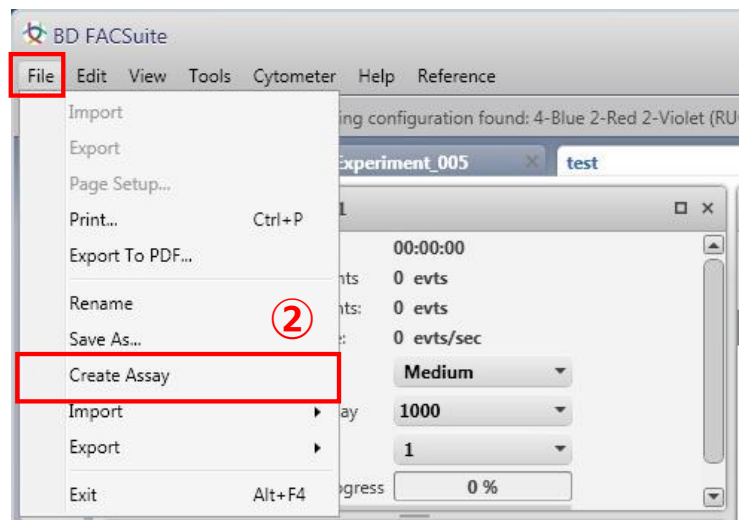 BD FACSuite
File Edit View Tools Cytometer Help Reference
Import
ing configuration found: 4-Blue 2-Red 2-Violet (RU
Export
Experiment_005
test
Page Setup...
Print... Ctrl+P
1
Export To PDF...
00:00:00
nts 0 evts
Rename
②
nts: 0 evts
Save As...
e: 0 evts/sec
Create Assay
Medium
Import
ay 1000
Export
1
Exit Alt+F4
ogress 0 %